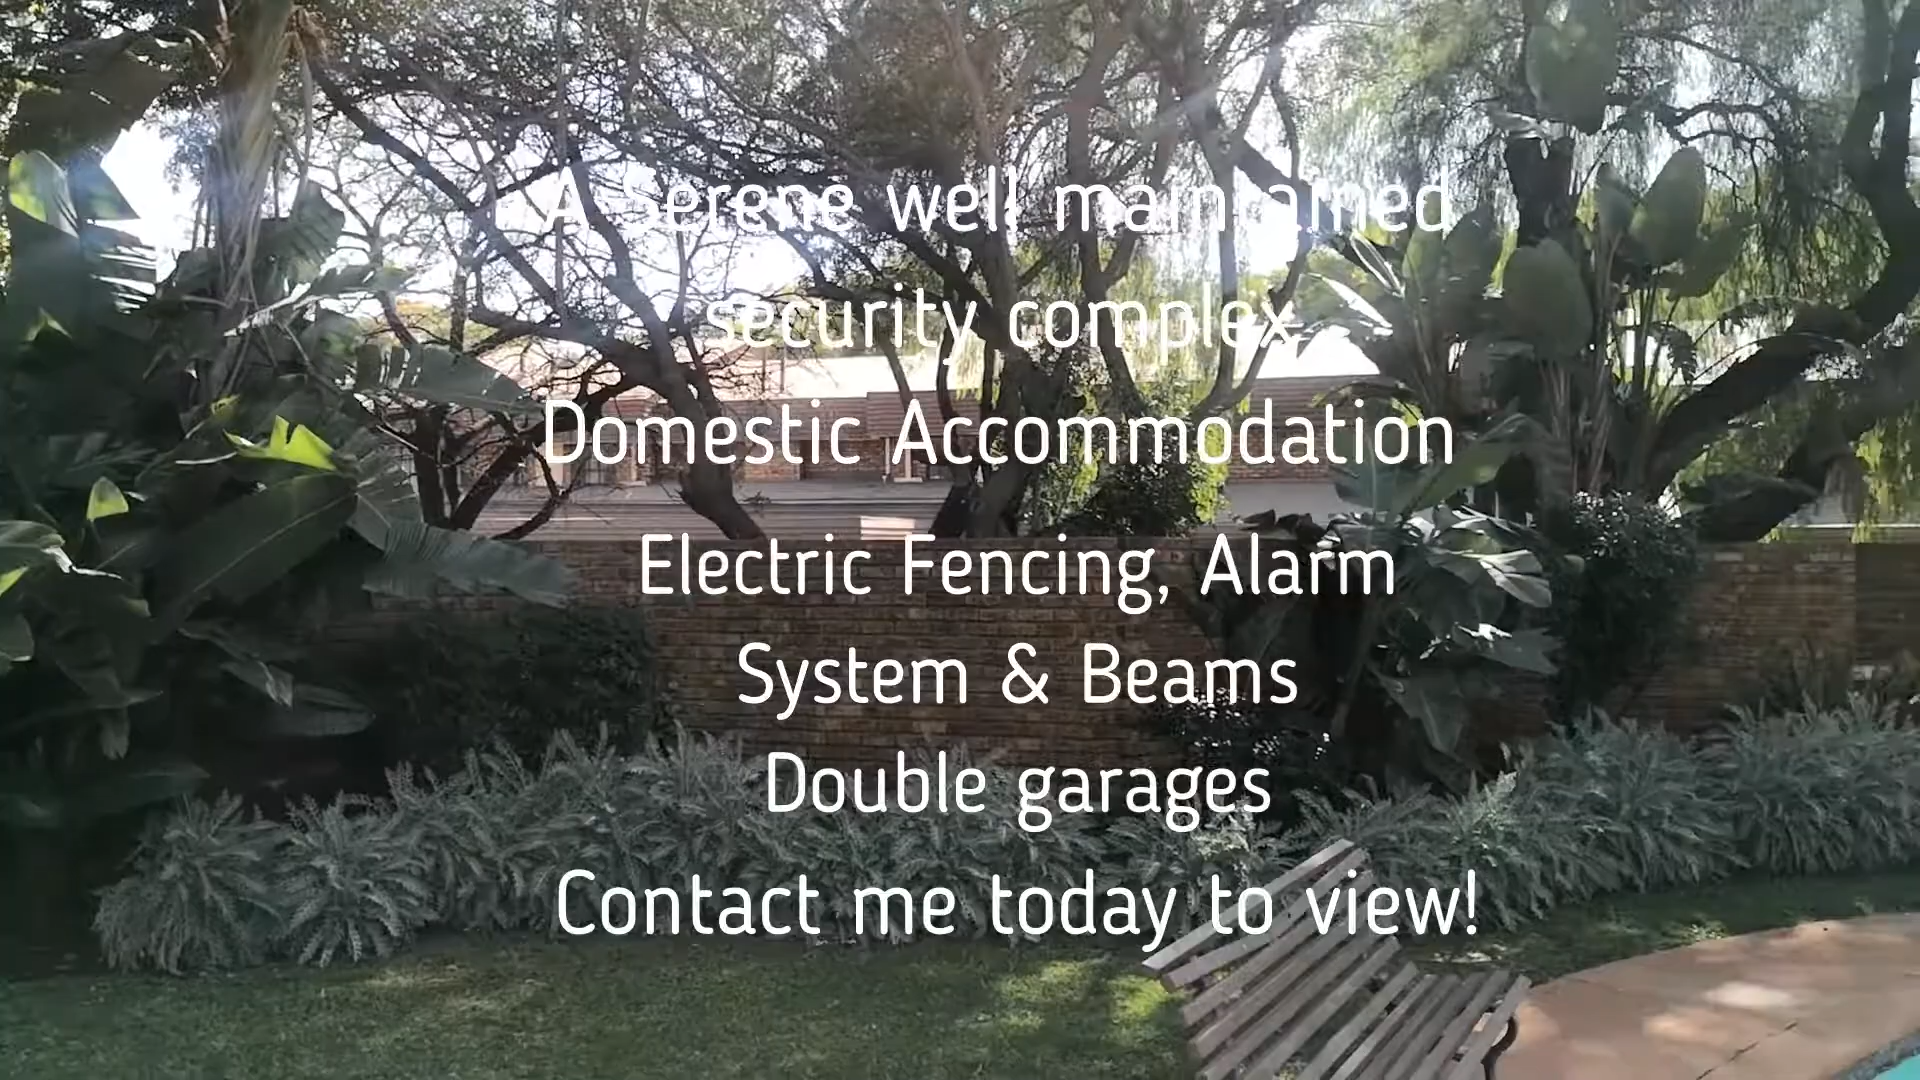 A Serene well maintained
security complex
Domestic Accommodation
Electric Fencing, Alarm
System & Beams
Double garages
Contact me today to view!